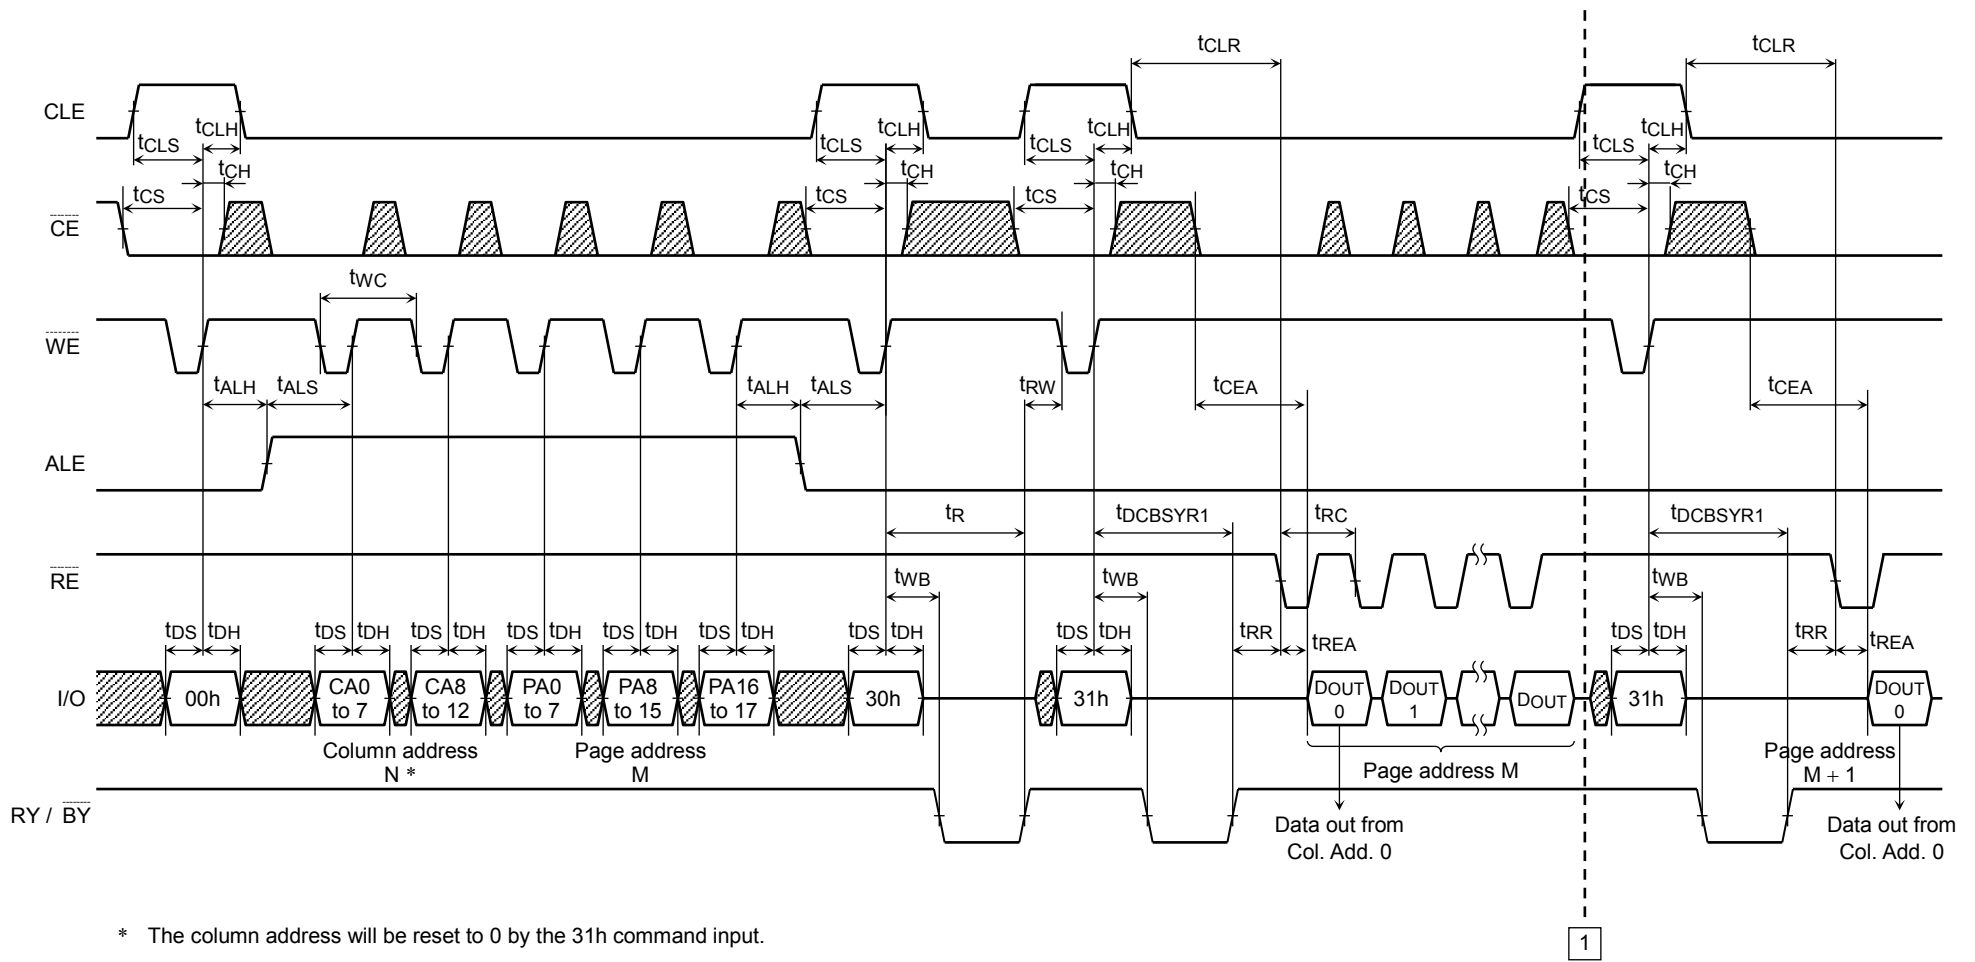 tCLR tCLR
CLE
tCLH tCLH tCLH tCLH
tCLS tCLS tCLS tCLS
tCH tCH tCH tCH
tCS tCS tCS tCS
CE
tWC
WE
tALH tALS tALH tALS tRW tCEA tCEA
ALE
tR tDCBSYR1 tRC tDCBSYR1
RE
tWB tWB tWB
tDS tDH tDS tDH tDS tDH tDS tDH tDS tDH tDS tDH tDS tDH tDS tDH tRR tREA tDS tDH tRR tREA
I/O
00h
CA0 to 7
CA8 to 12
PA0 to 7
PA8 to 15
PA16 to 17
30h
31h
DOUT 0
DOUT 1
DOUT
31h
DOUT 0
Column address
N *
Page address
M
Page address M
Page address
M + 1
RY / BY
Data out from
Col. Add. 0
Data out from
Col. Add. 0
* The column address will be reset to 0 by the 31h command input.
1